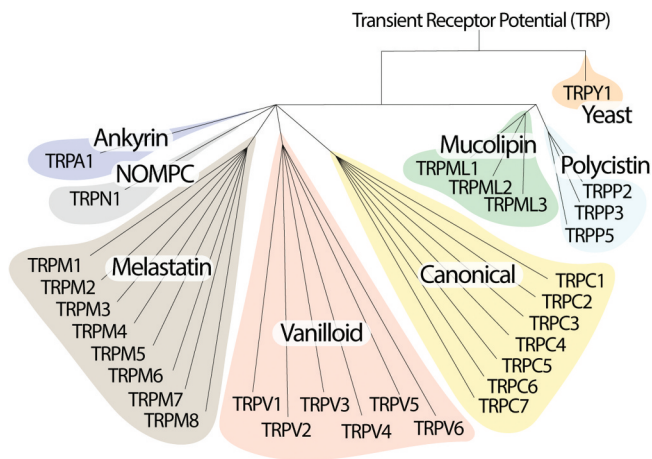 Transient Receptor Potential (TRP)
TRPY1
Yeast
Ankyrin
TRPA1
NOMPC
TRPN1
Mucolipin
TRPML1
TRPML2
TRPML3
Polycistin
TRPP2
TRPP3
TRPP5
Melastatin
TRPM1
TRPM2
TRPM3
TRPM4
TRPM5
TRPM6
TRPM7
TRPM8
Vanilloid
TRPV1
TRPV2
TRPV3
TRPV4
TRPV5
TRPV6
Canonical
TRPC1
TRPC2
TRPC3
TRPC4
TRPC5
TRPC6
TRPC7